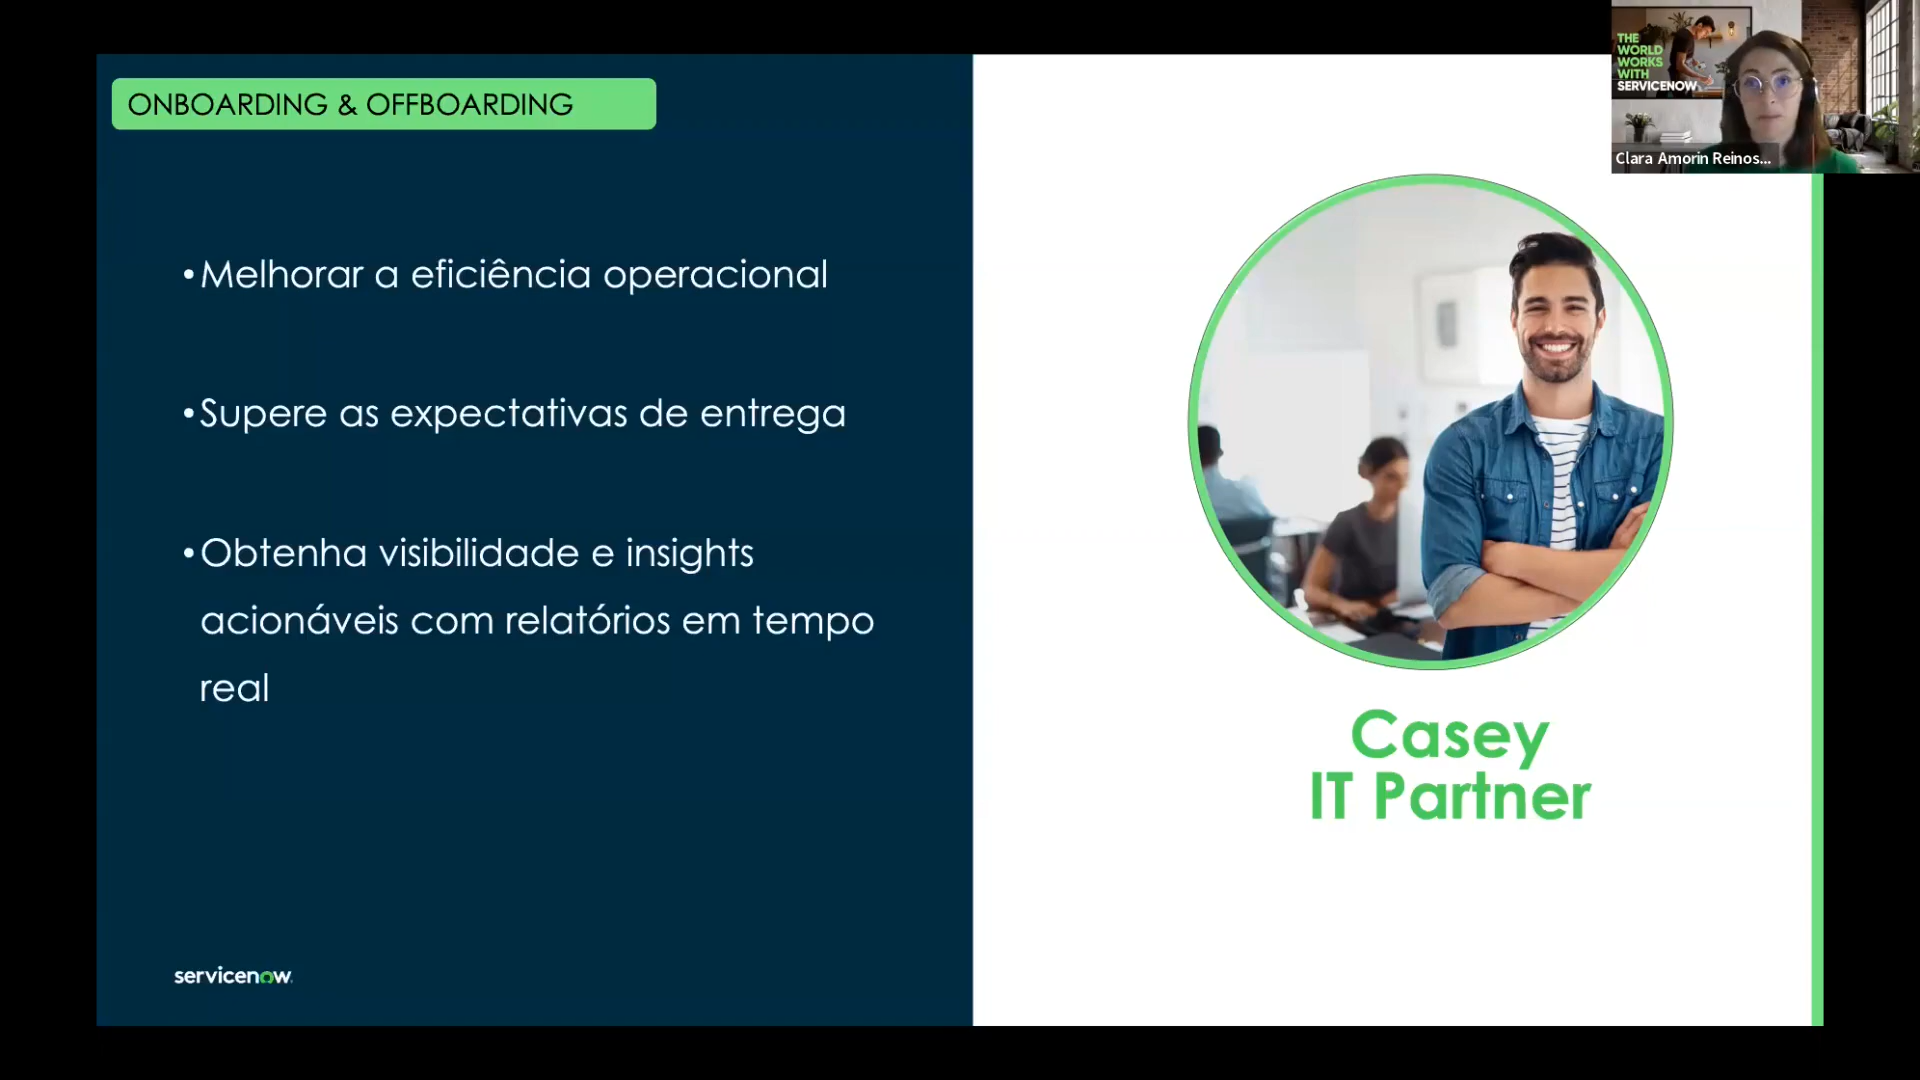 ONBOARDING & OFFBOARDING
• Melhorar a eficiência operacional
• Supere as expectativas de entrega
• Obtenha visibilidade e insights
acionáveis com relatórios em tempo
real
servicenow
Casey
IT Partner
THE
WORLD
WORKS
WITH
SERVICENOW
Clara Amorin Reinos...